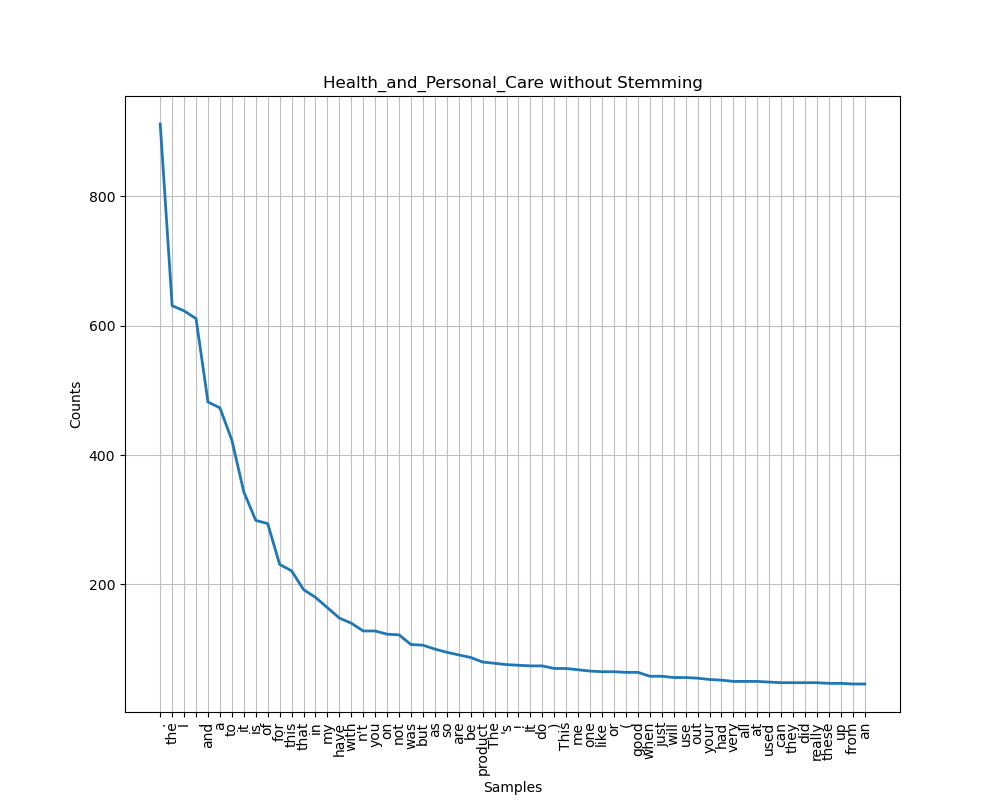 Health_and_Personal_Care without Stemming
800
600
400
200
Counts
the
I
and
a
to
it
is
of
for
this
that
in
my
have
with
n't
you
on
not
was
but
as
so
are
be
product
The
's
!
It
do
)
This
me
one
like
or
(
good
when
just
will
use
out
your
had
very
all
at
used
can
they
did
really
these
up
from
an
Samples